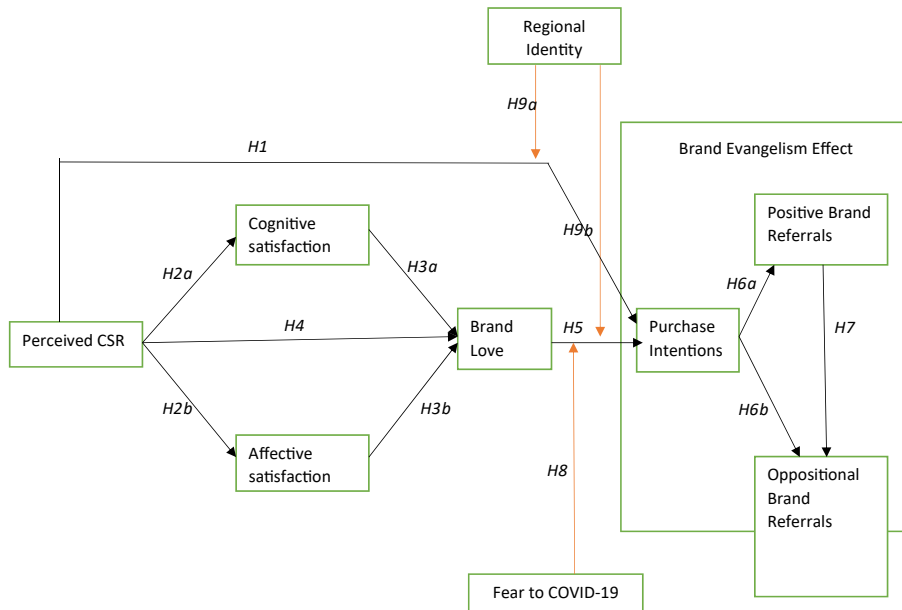 Regional
Identity
H9a
H1
Brand Evangelism Effect
Cognitive
satisfaction
Positive Brand
Referrals
H9b
H2a
H3a
H6a
Perceived CSR
H4
Brand
Love
H5
Purchase
Intentions
H7
H2b
H3b
H6b
Affective
satisfaction
H8
Oppositional
Brand
Referrals
Fear to COVID-19